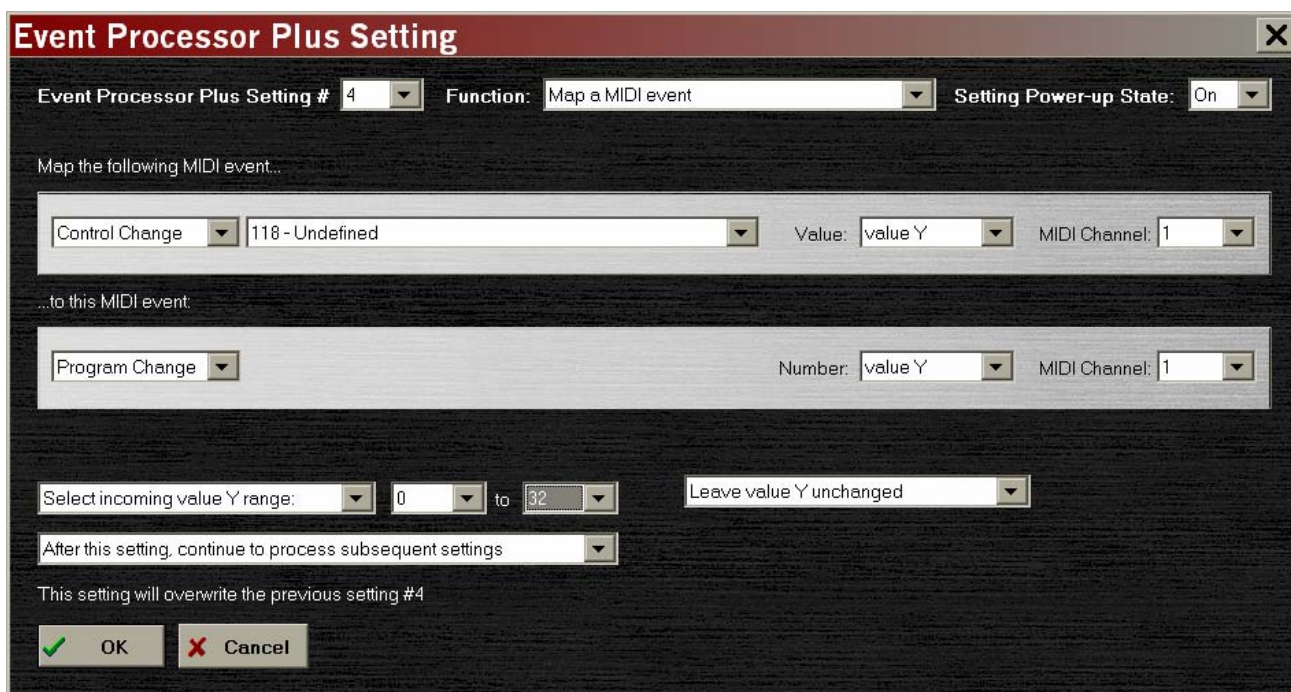 Event Processor Plus Setting
Event Processor Plus Setting # 4 Function: Map a MIDI event Setting Power-up State: On
Map the following MIDI event...
Control Change 118 - Undefined Value: value Y MIDI Channel: 1
...to this MIDI event:
Program Change Number: value Y MIDI Channel: 1
Select incoming value Y range: 0 to 32 Leave value Y unchanged
After this setting, continue to process subsequent settings
This setting will overwrite the previous setting #4
OK Cancel